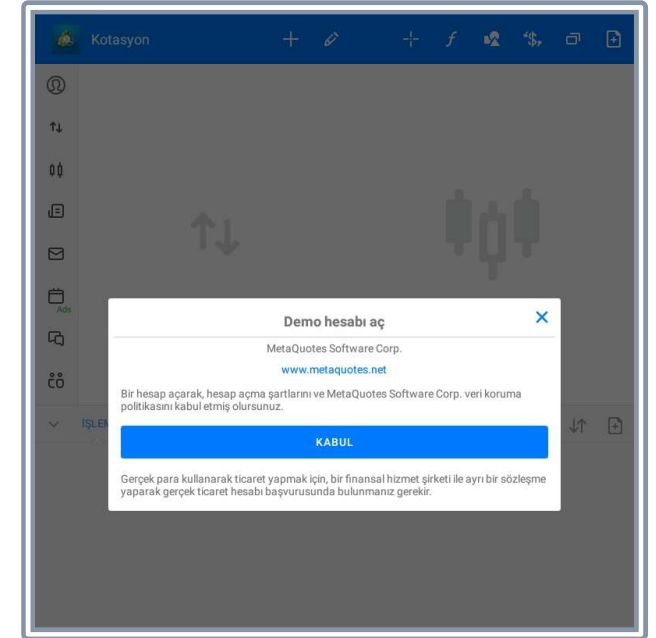 Kotasyon
Ads
Demo hesabı aç
MetaQuotes Software Corp.
www.metaquotes.net
Bir hesap açarak, hesap açma şartlarını ve MetaQuotes Software Corp. veri koruma
politikasını kabul etmiş olursunuz.
İŞLEM
KABUL
Gerçek para kullanarak ticaret yapmak için, bir finansal hizmet şirketi ile ayrı bir sözleşme
yaparak gerçek ticaret hesabı başvurusunda bulunmanız gerekir.